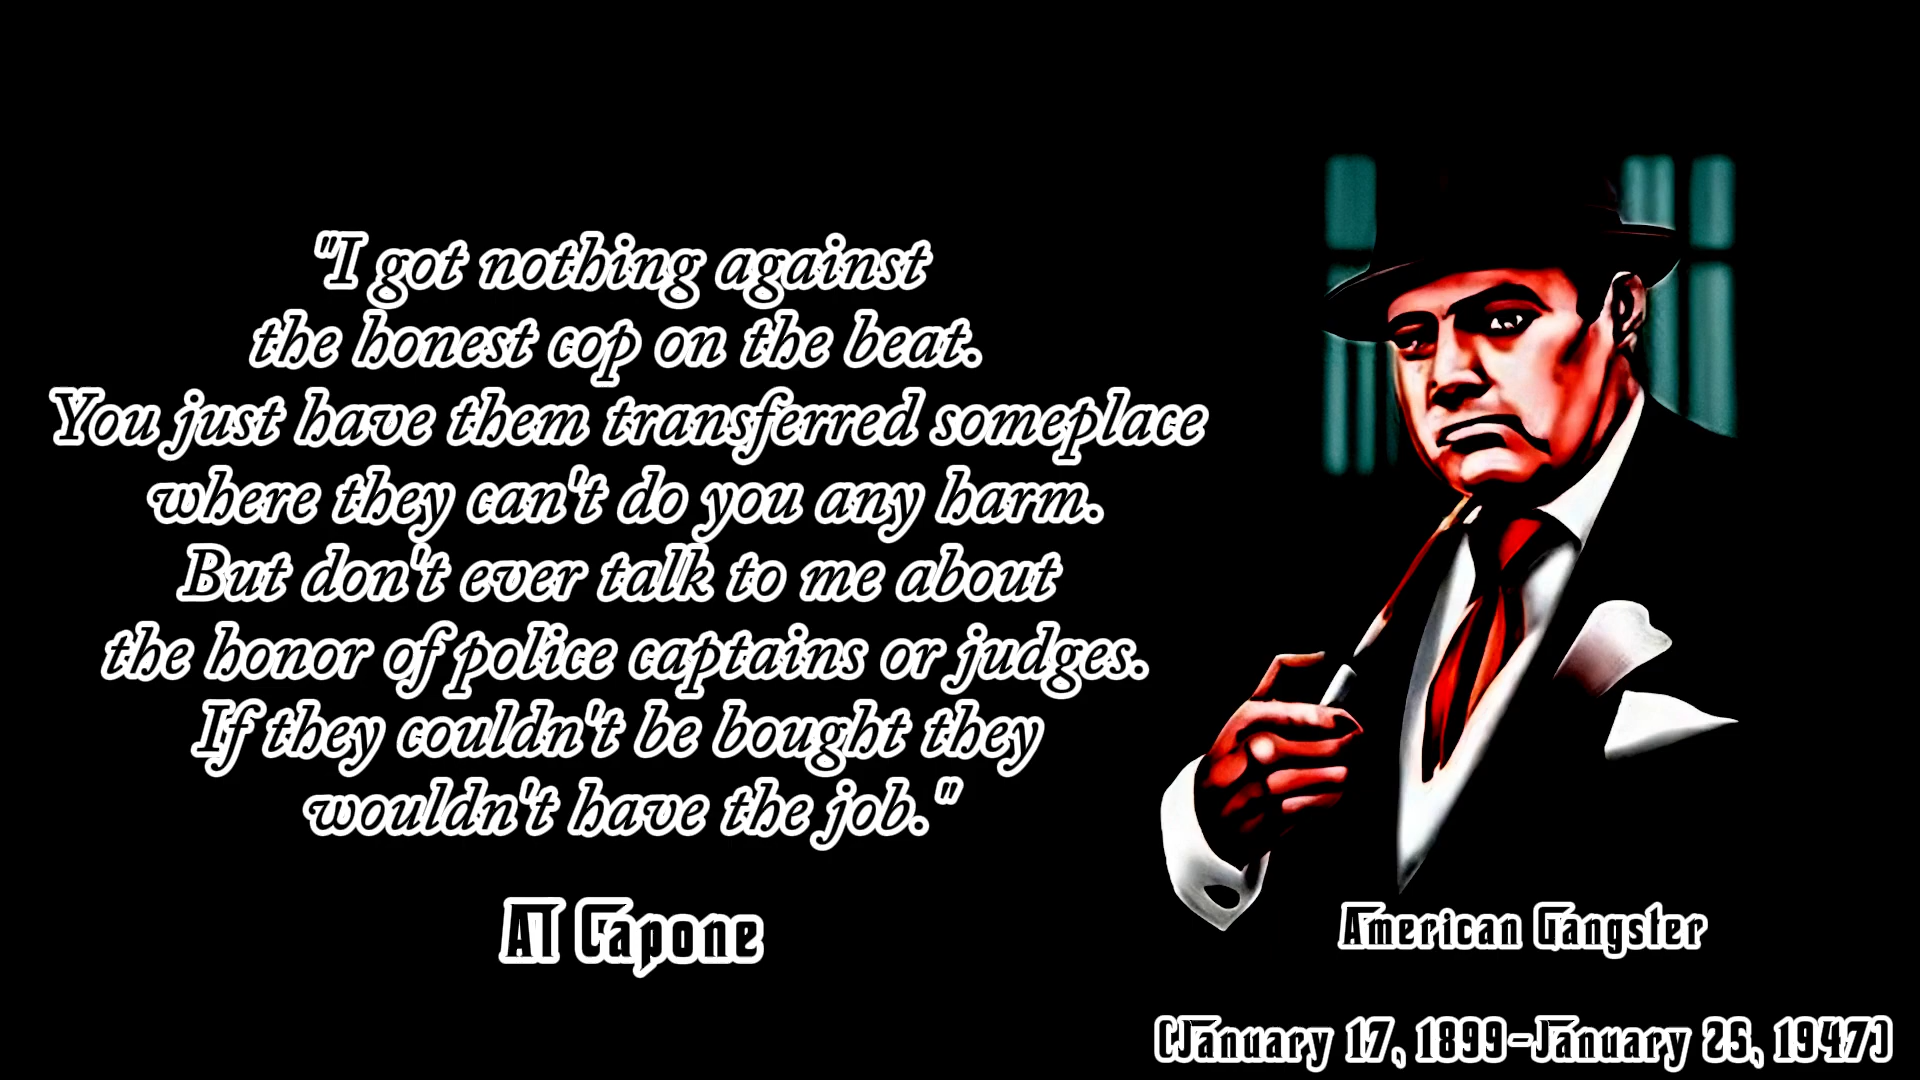 "I got nothing against
the honest cop on the beat.
You just have them transferred someplace
where they can't do you any harm.
But don't ever talk to me about
the honor of police captains or judges.
If they couldn't be bought they
wouldn't have the job."
Al Capone
American Gangster
(January 17, 1899-January 25, 1947)